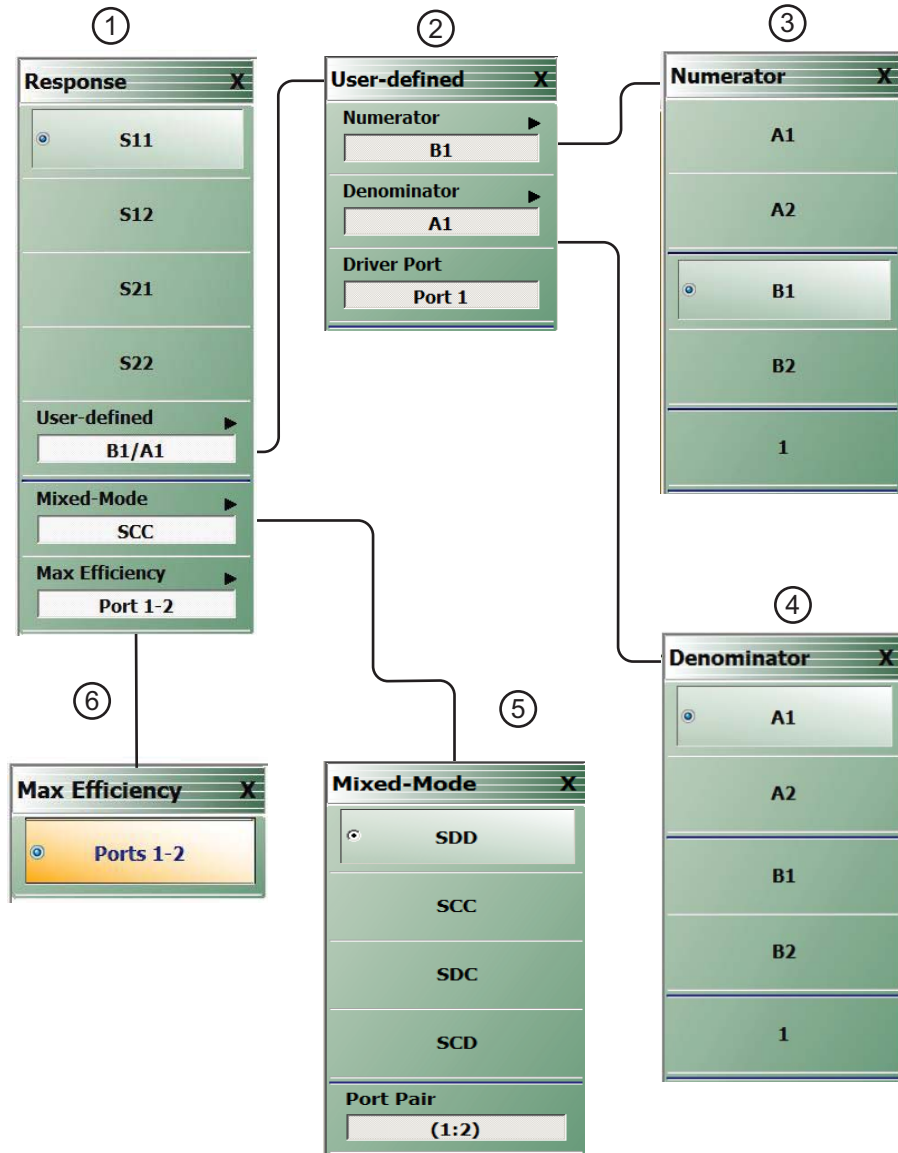 1
Response X
S11
S12
S21
S22
User-defined
B1/A1
Mixed-Mode
SCC
Max Efficiency
Port 1-2
2
User-defined X
Numerator
B1
Denominator
A1
Driver Port
Port 1
3
Numerator X
A1
A2
B1
B2
1
4
Denominator X
A1
A2
B1
B2
1
5
Mixed-Mode X
SDD
SCC
SDC
SCD
Port Pair
(1:2)
6
Max Efficiency X
Ports 1-2